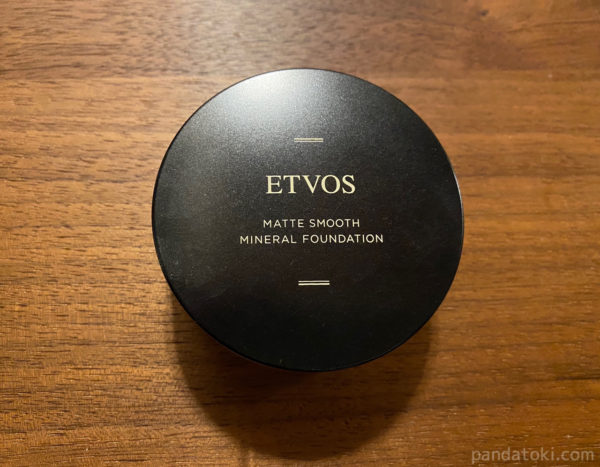 ETVOS
MATTE SMOOTH
MINERAL FOUNDATION
pandatoki.com